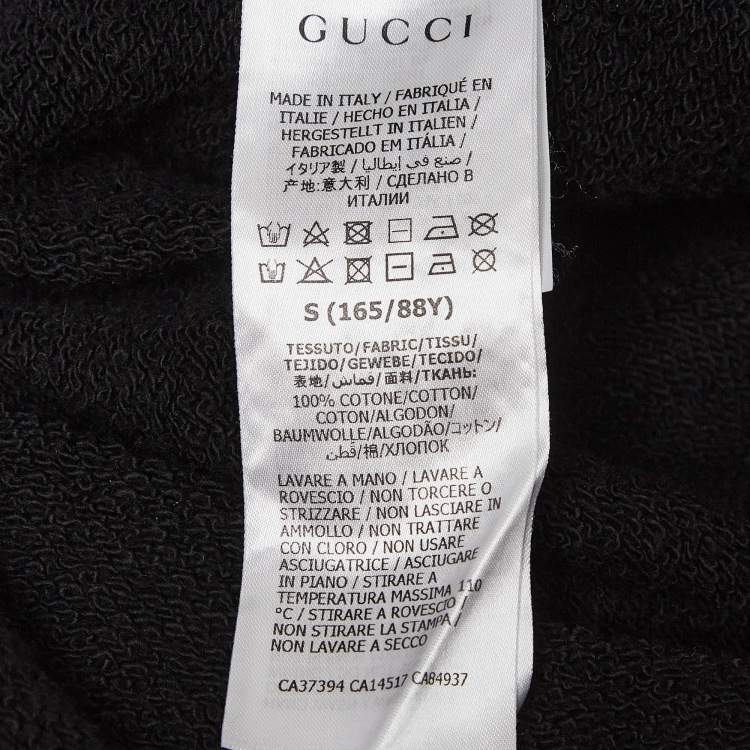 GUCCI
MADE IN ITALY / FABRIQUÉ EN
ITALIE / HECHO EN ITALIA /
HERGESTELLT IN ITALIEN /
FABRICADO EM ITÁLIA /
イタリア製 / صنع في إيطاليا /
产地:意大利 / СДЕЛАНО В
ИТАЛИИ
S (165/88Y)
TESSUTO/FABRIC/TISSU/
TEJIDO/GEWEBE/TECIDO/
表地/قماش/面料/ТКАНЬ:
100% COTONE/COTTON/
COTON/ALGODON/
BAUMWOLLE/ALGODÃO/コットン/
قطن/棉/ХЛОПОК
LAVARE A MANO / LAVARE A
ROVESCIO / NON TORCERE O
STRIZZARE / NON LASCIARE IN
AMMOLLO / NON TRATTARE
CON CLORO / NON USARE
ASCIUGATRICE / ASCIUGARE
IN PIANO / STIRARE A
TEMPERATURA MASSIMA 110
°C / STIRARE A ROVESCIO /
NON STIRARE LA STAMPA /
NON LAVARE A SECCO
CA37394 CA14517 CA84937